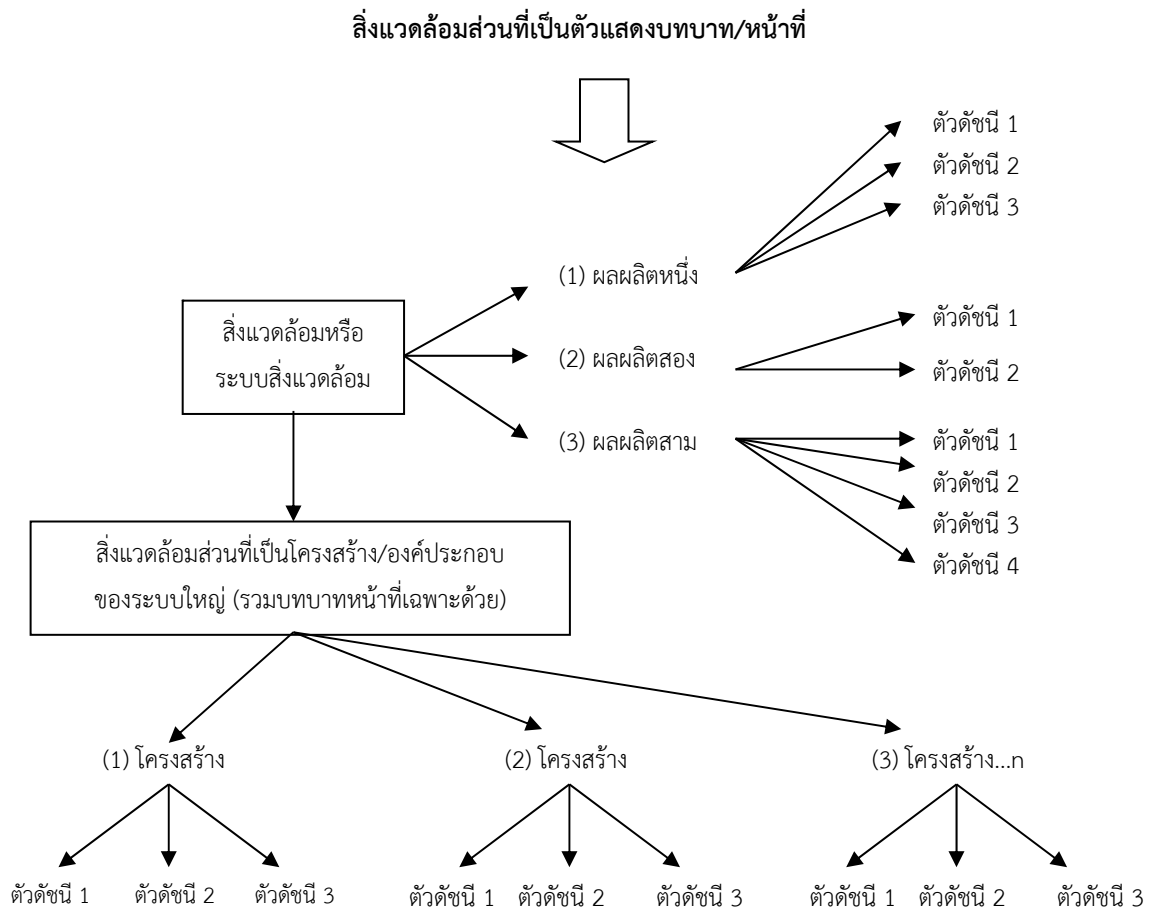 สิ่งแวดล้อมส่วนที่เป็นตัวแสดงบทบาท/หน้าที่
ตัวดัชนี 1
ตัวดัชนี 2
ตัวดัชนี 3
(1) ผลผลิตหนึ่ง
สิ่งแวดล้อมหรือ
ระบบสิ่งแวดล้อม
(2) ผลผลิตสอง
ตัวดัชนี 1
ตัวดัชนี 2
(3) ผลผลิตสาม
ตัวดัชนี 1
ตัวดัชนี 2
ตัวดัชนี 3
ตัวดัชนี 4
สิ่งแวดล้อมส่วนที่เป็นโครงสร้าง/องค์ประกอบ
ของระบบใหญ่ (รวมบทบาทหน้าที่เฉพาะด้วย)
(1) โครงสร้าง
(2) โครงสร้าง
(3) โครงสร้าง...n
ตัวดัชนี 1 ตัวดัชนี 2 ตัวดัชนี 3
ตัวดัชนี 1 ตัวดัชนี 2 ตัวดัชนี 3
ตัวดัชนี 1 ตัวดัชนี 2 ตัวดัชนี 3